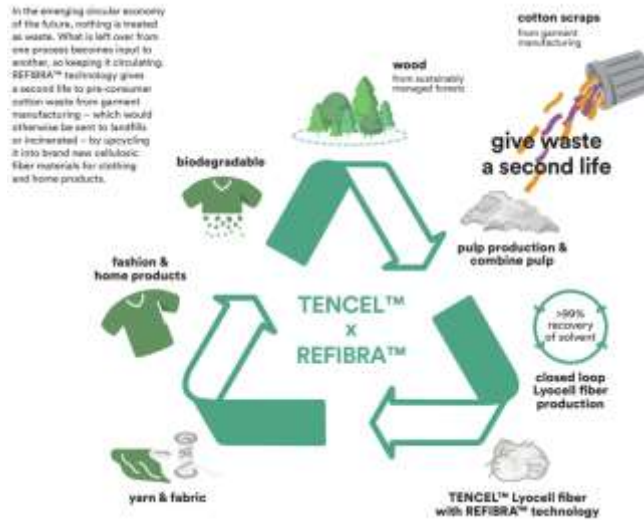 In the emerging circular economy
of the future, nothing is treated
as waste. What is left over from
one process becomes input to
another, so keeping it circulating.
REFIBRA™ technology gives
a second life to pre-consumer
cotton waste from garment
manufacturing – which would
otherwise be sent to landfills
or incinerated – by upcycling
it into brand new cellulosic
fiber materials for clothing
and home products.
cotton scraps
from garment
manufacturing
wood
from sustainably
managed forests
give waste
a second life
biodegradable
pulp production &
combine pulp
fashion &
home products
TENCEL™
x
REFIBRA™
>99%
recovery
of solvent
closed loop
Lyocell fiber
production
yarn & fabric
TENCEL™ Lyocell fiber
with REFIBRA™ technology